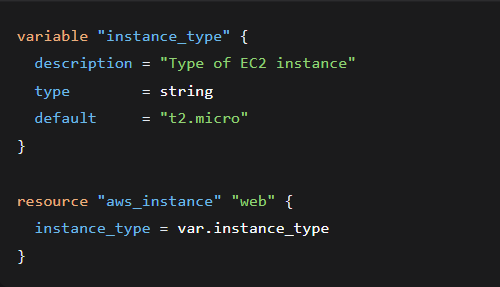 variable "instance_type" {
  description = "Type of EC2 instance"
  type        = string
  default     = "t2.micro"
}

resource "aws_instance" "web" {
  instance_type = var.instance_type
}